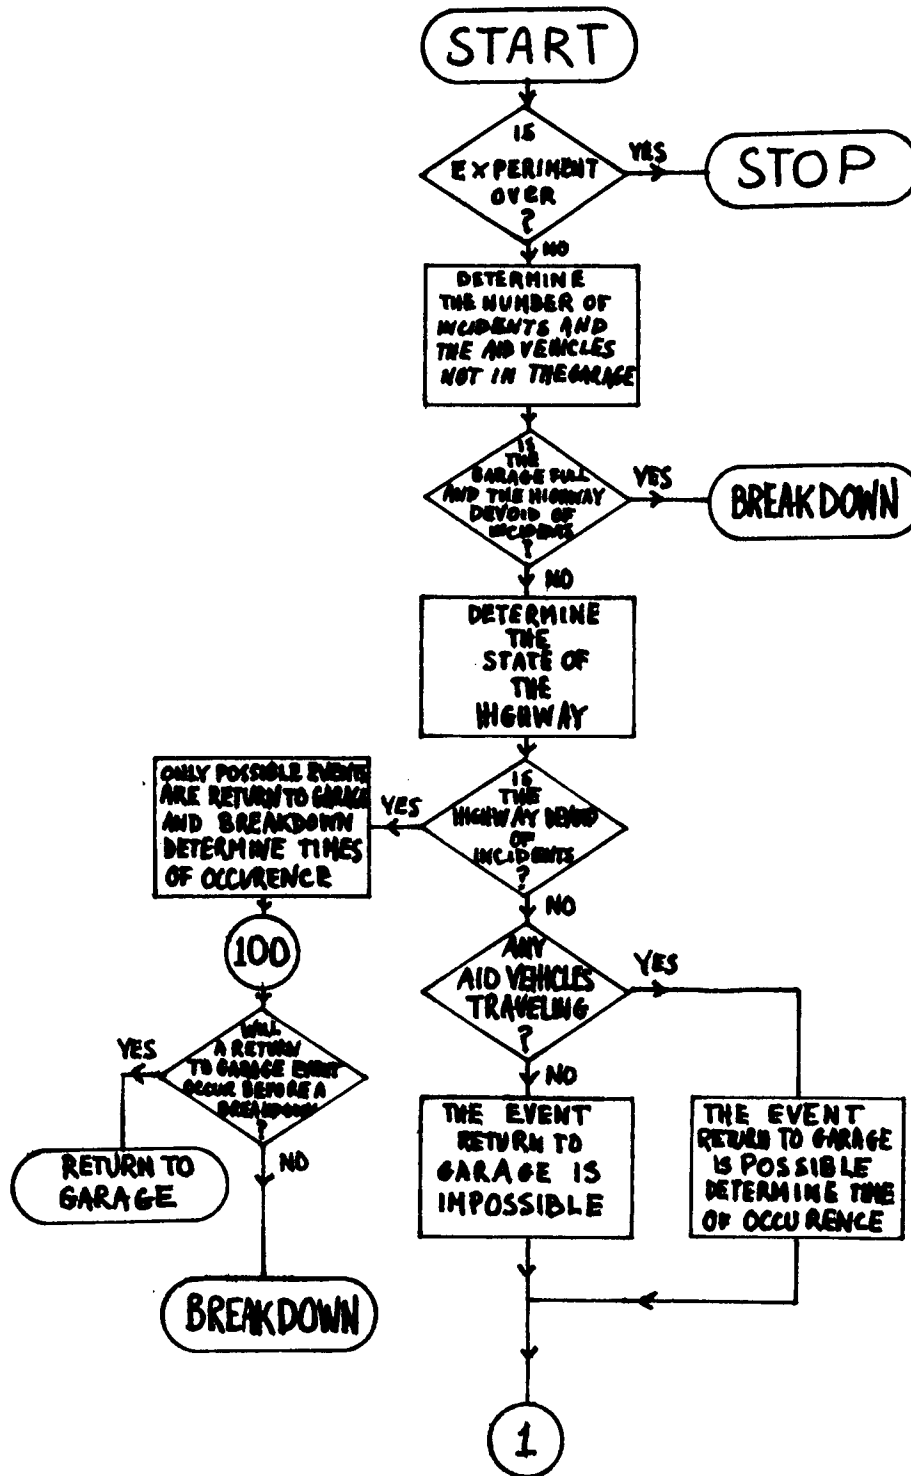 START
IS
EXPERIMENT
OVER
?
YES
STOP
NO
DETERMINE
THE NUMBER OF
INCIDENTS AND
THE AID VEHICLES
NOT IN THE GARAGE
IS
THE
GARAGE FULL
AND THE HIGHWAY
DEVOID OF
INCIDENTS
?
YES
BREAKDOWN
NO
DETERMINE
THE
STATE OF
THE
HIGHWAY
IS
THE
HIGHWAY DEVOID
OF
INCIDENTS
?
YES
ONLY POSSIBLE EVENTS
ARE RETURN TO GARAGE
AND BREAKDOWN
DETERMINE TIMES
OF OCCURENCE
100
WILL
A RETURN
TO GARAGE EVENT
OCCUR BEFORE A
BREAKDOWN
?
YES
RETURN TO
GARAGE
NO
BREAKDOWN
NO
ANY
AID VEHICLES
TRAVELING
?
YES
NO
THE EVENT
RETURN TO
GARAGE IS
IMPOSSIBLE
THE EVENT
RETURN TO GARAGE
IS POSSIBLE
DETERMINE TIME
OF OCCURENCE
1